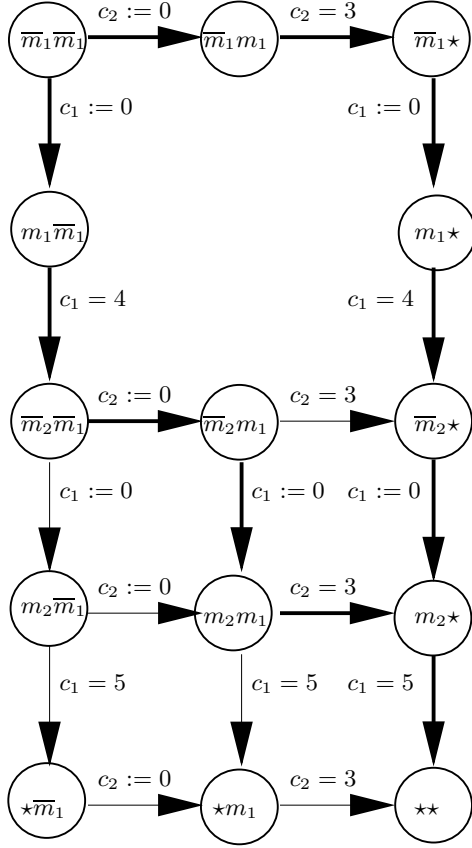 c₂ := 0 c₂ = 3
m̅₁m̅₁ m̅₁m₁ m̅₁⋆
c₁ := 0 c₁ := 0
m₁m̅₁ m₁⋆
c₁ = 4 c₁ = 4
c₂ := 0 c₂ = 3
m̅₂m̅₁ m̅₂m₁ m̅₂⋆
c₁ := 0 c₁ := 0 c₁ := 0
c₂ := 0 c₂ = 3
m₂m̅₁ m₂m₁ m₂⋆
c₁ = 5 c₁ = 5 c₁ = 5
c₂ := 0 c₂ = 3
⋆m̅₁ ⋆m₁ ⋆⋆